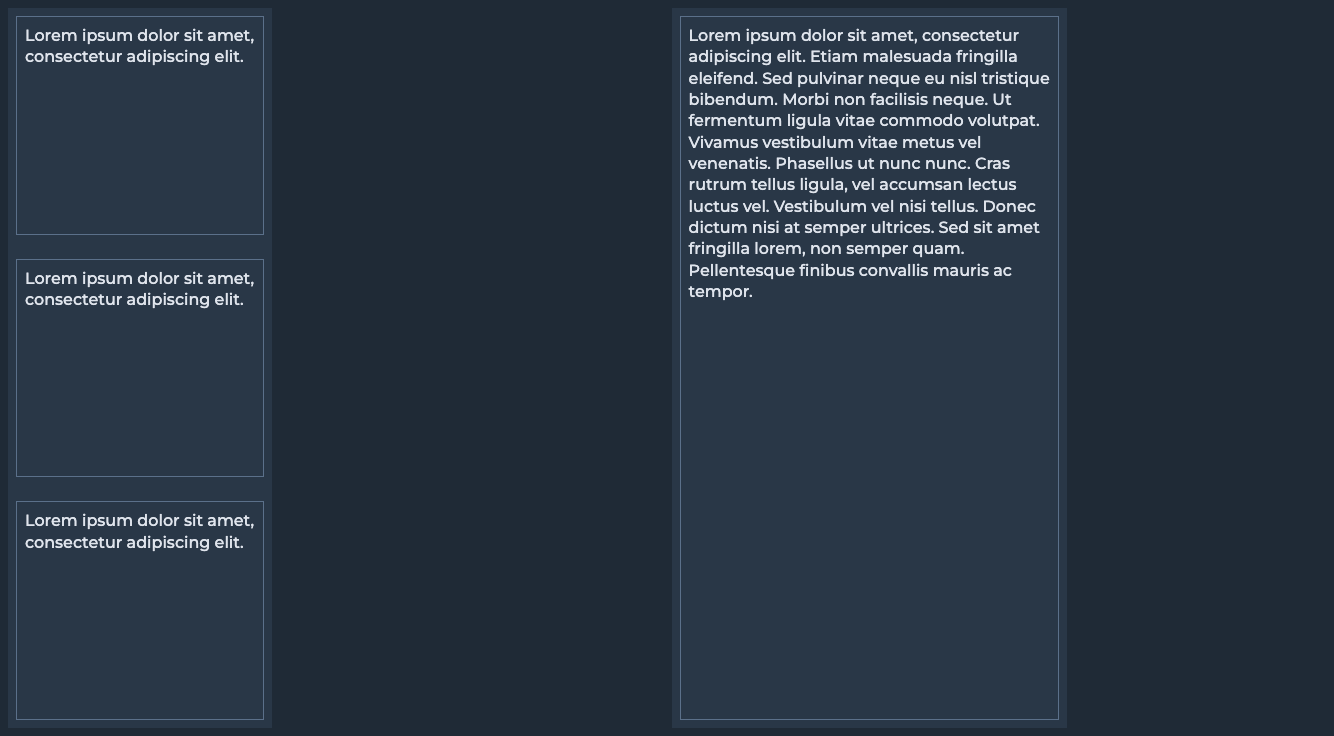 Lorem ipsum dolor sit amet,
consectetur adipiscing elit.
Lorem ipsum dolor sit amet,
consectetur adipiscing elit.
Lorem ipsum dolor sit amet,
consectetur adipiscing elit.
Lorem ipsum dolor sit amet, consectetur
adipiscing elit. Etiam malesuada fringilla
eleifend. Sed pulvinar neque eu nisl tristique
bibendum. Morbi non facilisis neque. Ut
fermentum ligula vitae commodo volutpat.
Vivamus vestibulum vitae metus vel
venenatis. Phasellus ut nunc nunc. Cras
rutrum tellus ligula, vel accumsan lectus
luctus vel. Vestibulum vel nisi tellus. Donec
dictum nisi at semper ultrices. Sed sit amet
fringilla lorem, non semper quam.
Pellentesque finibus convallis mauris ac
tempor.